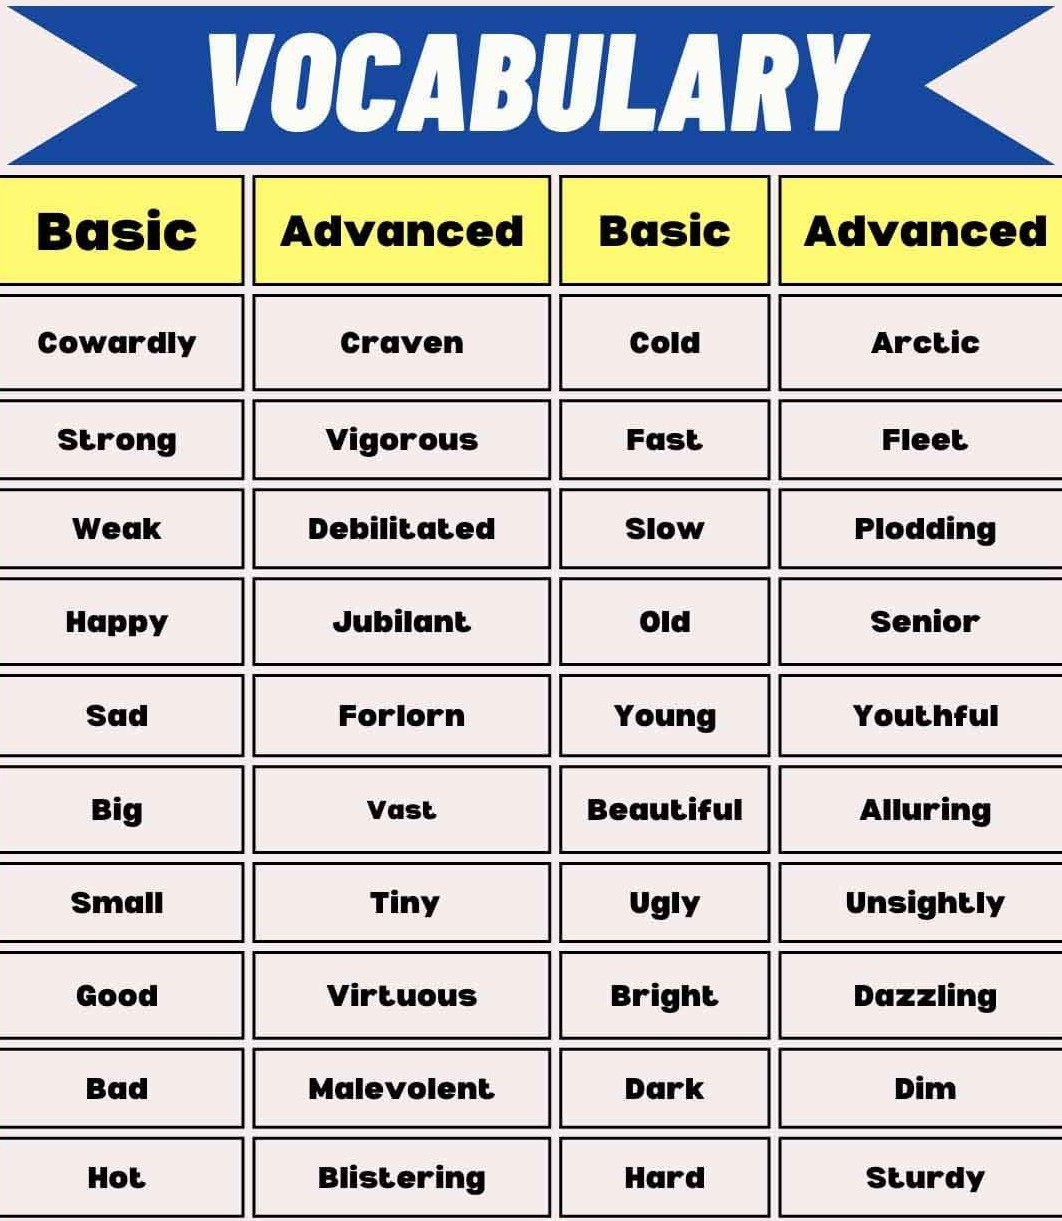 VOCABULARY
Basic Advanced Basic Advanced
Cowardly Craven Cold Arctic
Strong Vigorous Fast Fleet
Weak Debilitated Slow Plodding
Happy Jubilant Old Senior
Sad Forlorn Young Youthful
Big Vast Beautiful Alluring
Small Tiny Ugly Unsightly
Good Virtuous Bright Dazzling
Bad Malevolent Dark Dim
Hot Blistering Hard Sturdy